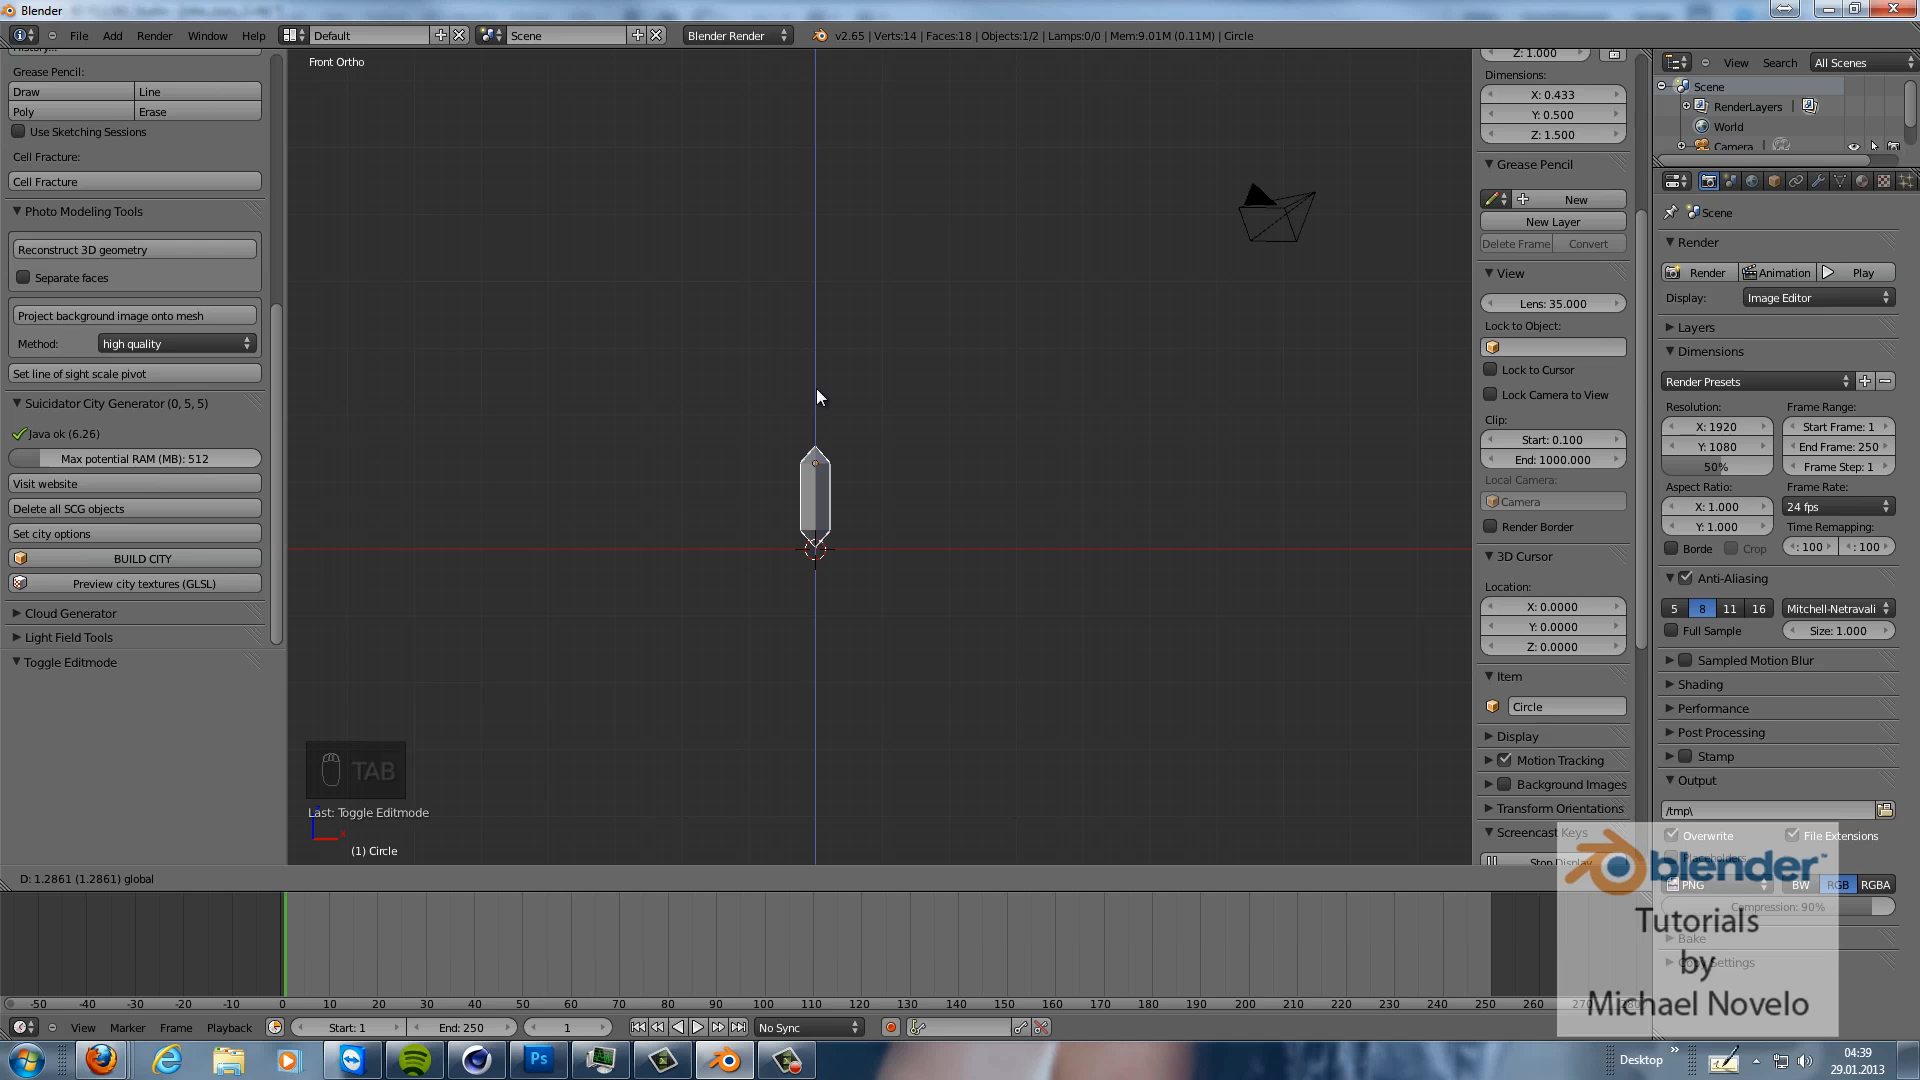 Blender
File Add Render Window Help Default Scene Blender Render v2.65 | Verts:14 | Faces:18 | Objects:1/2 | Lamps:0/0 | Mem:9.01M (0.11M) | Circle
Grease Pencil:
Draw Line
Poly Erase
Use Sketching Sessions
Cell Fracture:
Cell Fracture
Photo Modeling Tools
Reconstruct 3D geometry
Separate faces
Project background image onto mesh
Method: high quality
Set line of sight scale pivot
Suicidator City Generator (0, 5, 5)
Java ok (6.26)
Max potential RAM (MB): 512
Visit website
Delete all SCG objects
Set city options
BUILD CITY
Preview city textures (GLSL)
Cloud Generator
Light Field Tools
Toggle Editmode
Front Ortho
TAB
Last: Toggle Editmode
x
(1) Circle
D: 1.2861 (1.2861) global
Z: 1.000
Dimensions:
X: 0.433
Y: 0.500
Z: 1.500
Grease Pencil
New
New Layer
Delete Frame Convert
View
Lens: 35.000
Lock to Object:
Lock to Cursor
Lock Camera to View
Clip:
Start: 0.100
End: 1000.000
Local Camera:
Camera
Render Border
3D Cursor
Location:
X: 0.0000
Y: 0.0000
Z: 0.0000
Item
Circle
Display
Motion Tracking
Background Images
Transform Orientations
Screencast Keys
Stop Display
View Search All Scenes
Scene
RenderLayers
World
Camera
Scene
Render
Render Animation Play
Display: Image Editor
Layers
Dimensions
Render Presets
Resolution: Frame Range:
X: 1920 Start Frame: 1
Y: 1080 End Frame: 250
50% Frame Step: 1
Aspect Ratio: Frame Rate:
X: 1.000 24 fps
Y: 1.000 Time Remapping:
Borde Crop : 100 : 100
Anti-Aliasing
5 8 11 16 Mitchell-Netravali
Full Sample Size: 1.000
Sampled Motion Blur
Shading
Performance
Post Processing
Stamp
Output
/tmp\
Overwrite File Extensions
Placeholders
PNG BW RGB RGBA
Compression: 90%
Bake
blender
Tutorials
by
Michael Novelo
-50 -40 -30 -20 -10 0 10 20 30 40 50 60 70 80 90 100 110 120 130 140 150 160 170 180 190 200 210 220 230 240 250 260 270 280
View Marker Frame Playback Start: 1 End: 250 1 No Sync
Ps
Desktop
04:39
29.01.2013